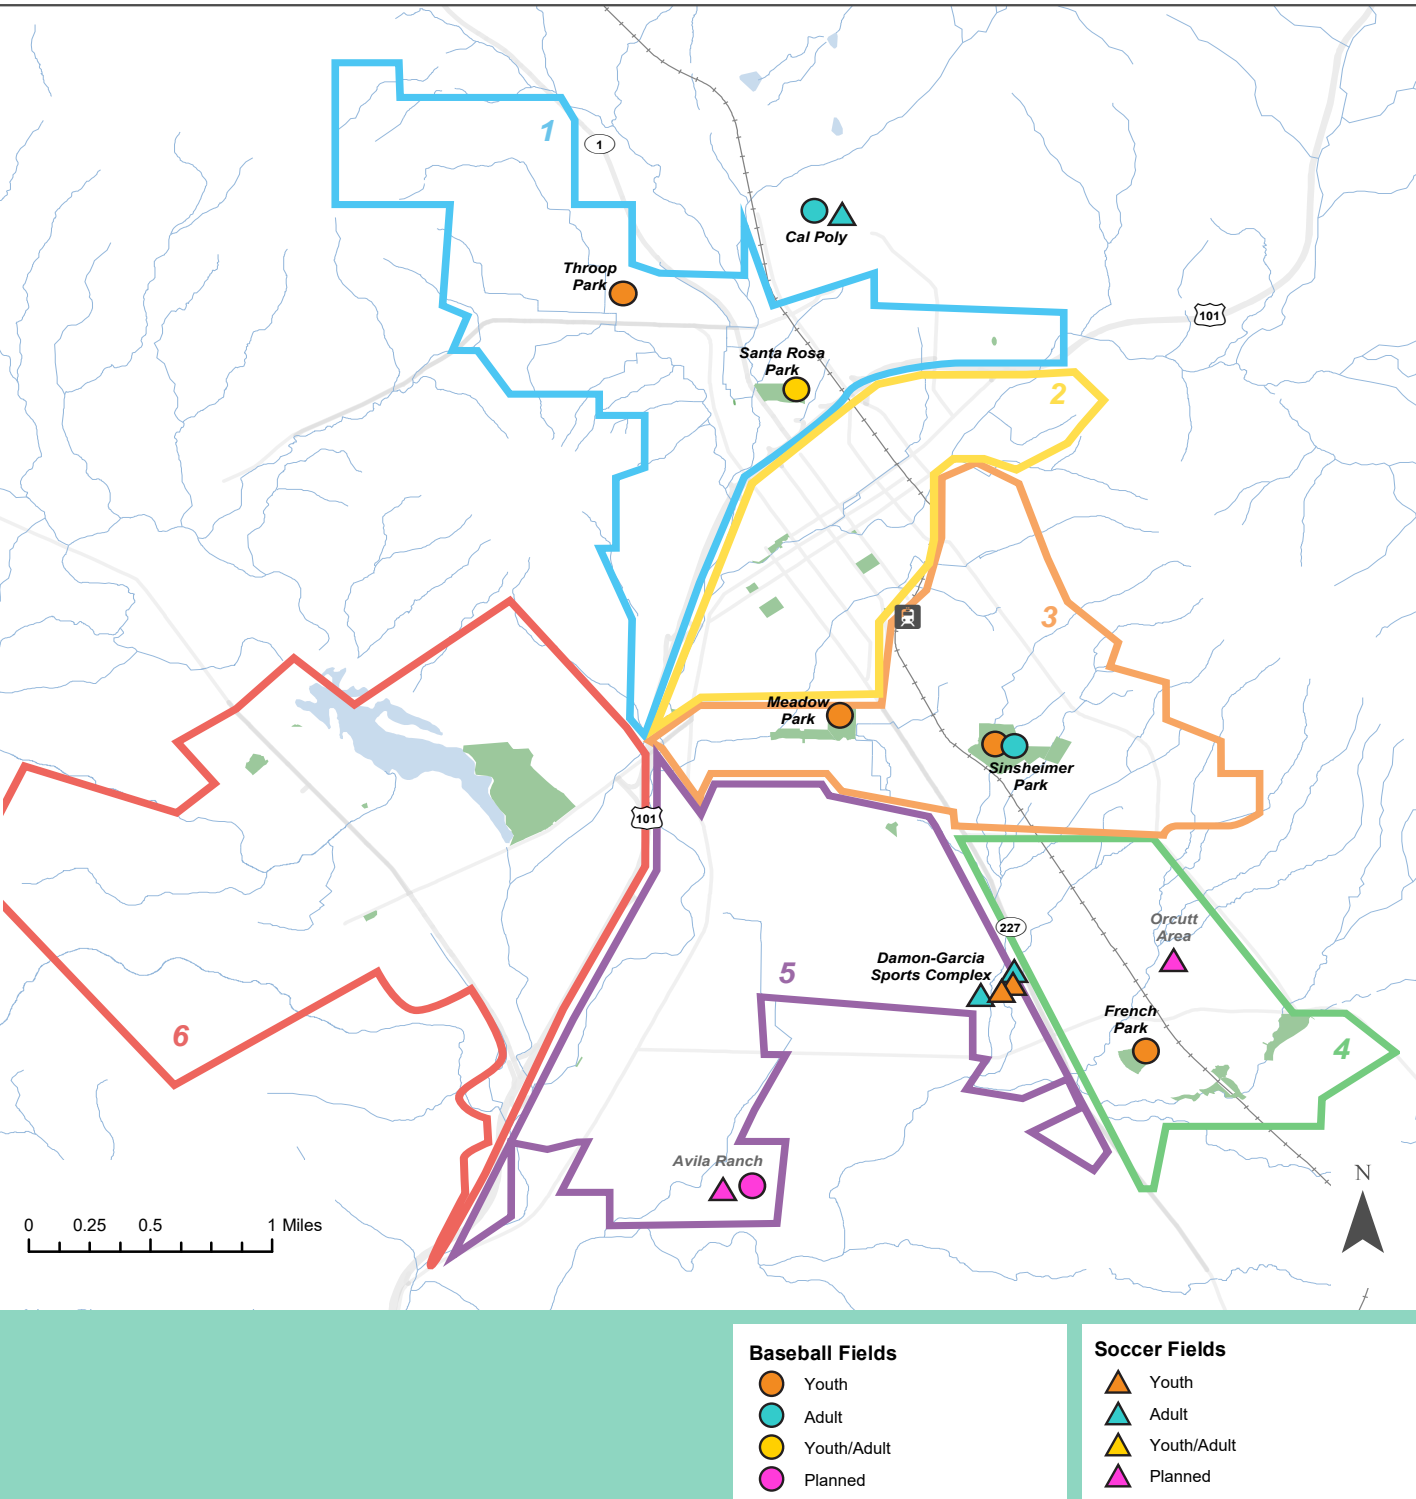 1
1
Cal Poly
Throop
Park
101
Santa Rosa
Park
2
3
Meadow
Park
Sinsheimer
Park
101
Orcutt
Area
227
Damon-Garcia
Sports Complex
5
French
Park
6
4
Avila Ranch
N
0 0.25 0.5 1 Miles
Baseball Fields
Youth
Adult
Youth/Adult
Planned
Soccer Fields
Youth
Adult
Youth/Adult
Planned